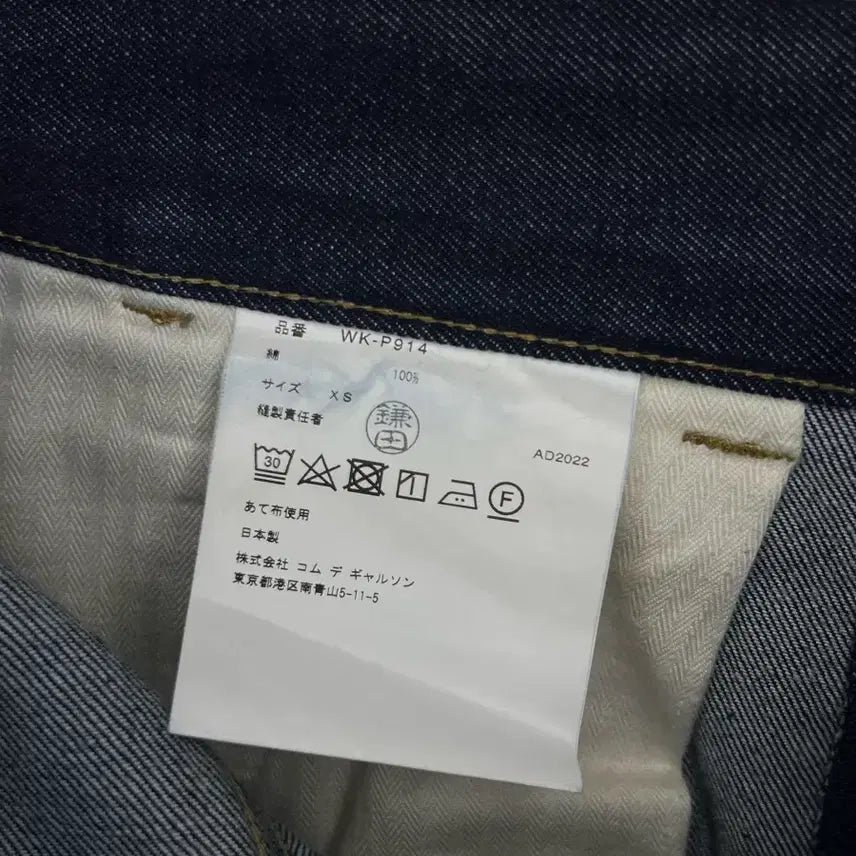 品番 WK-P914
綿 100%
サイズ XS
縫製責任者 鎌田
AD2022
30 F
あて布使用
日本製
株式会社 コム デ ギャルソン
東京都港区南青山5-11-5